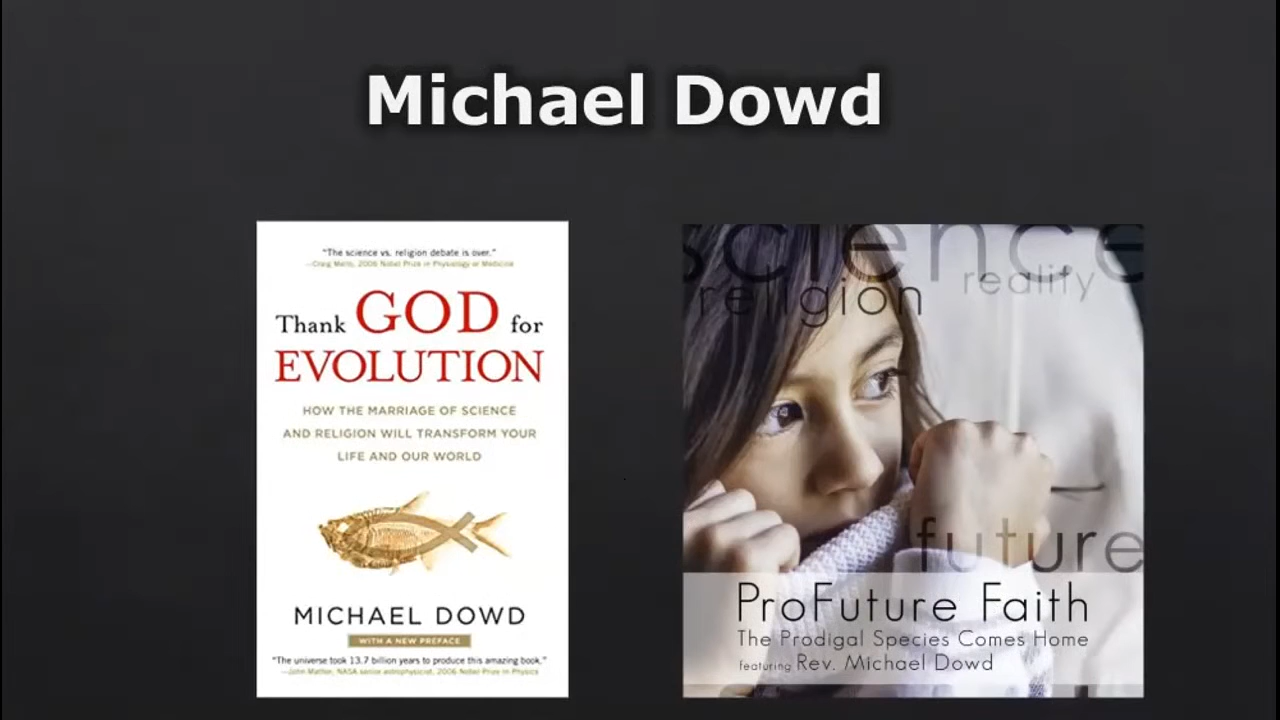 Michael Dowd
"The science vs. religion debate is over."
—Craig Mello, 2006 Nobel Prize in Physiology or Medicine
Thank GOD for
EVOLUTION
HOW THE MARRIAGE OF SCIENCE
AND RELIGION WILL TRANSFORM YOUR
LIFE AND OUR WORLD
MICHAEL DOWD
WITH A NEW PREFACE
"The universe took 13.7 billion years to produce this amazing book."
—John Mather, NASA senior astrophysicist, 2006 Nobel Prize in Physics
science
reality
religion
future
ProFuture Faith
The Prodigal Species Comes Home
featuring Rev. Michael Dowd